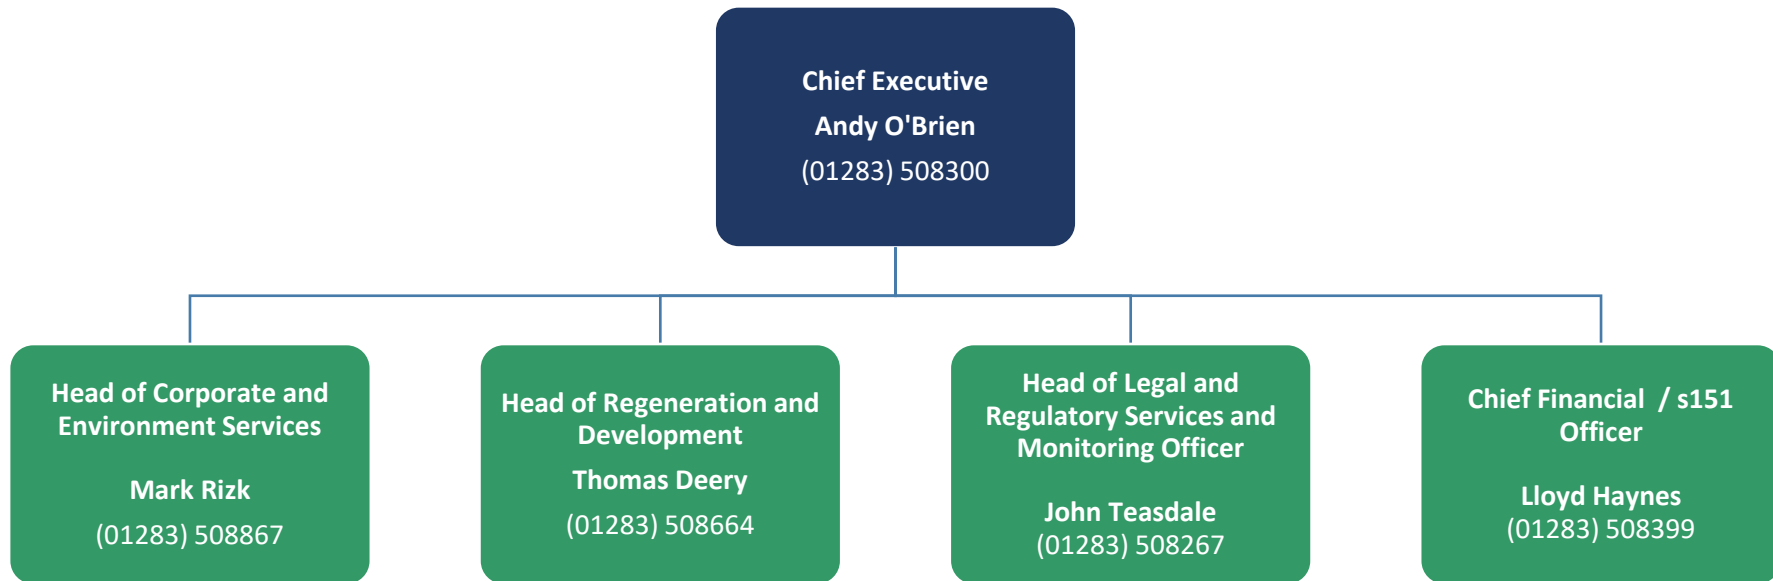 Chief Executive
Andy O'Brien
(01283) 508300
Head of Corporate and
Environment Services
Mark Rizk
(01283) 508867
Head of Regeneration and
Development
Thomas Deery
(01283) 508664
Head of Legal and
Regulatory Services and
Monitoring Officer
John Teasdale
(01283) 508267
Chief Financial / s151
Officer
Lloyd Haynes
(01283) 508399